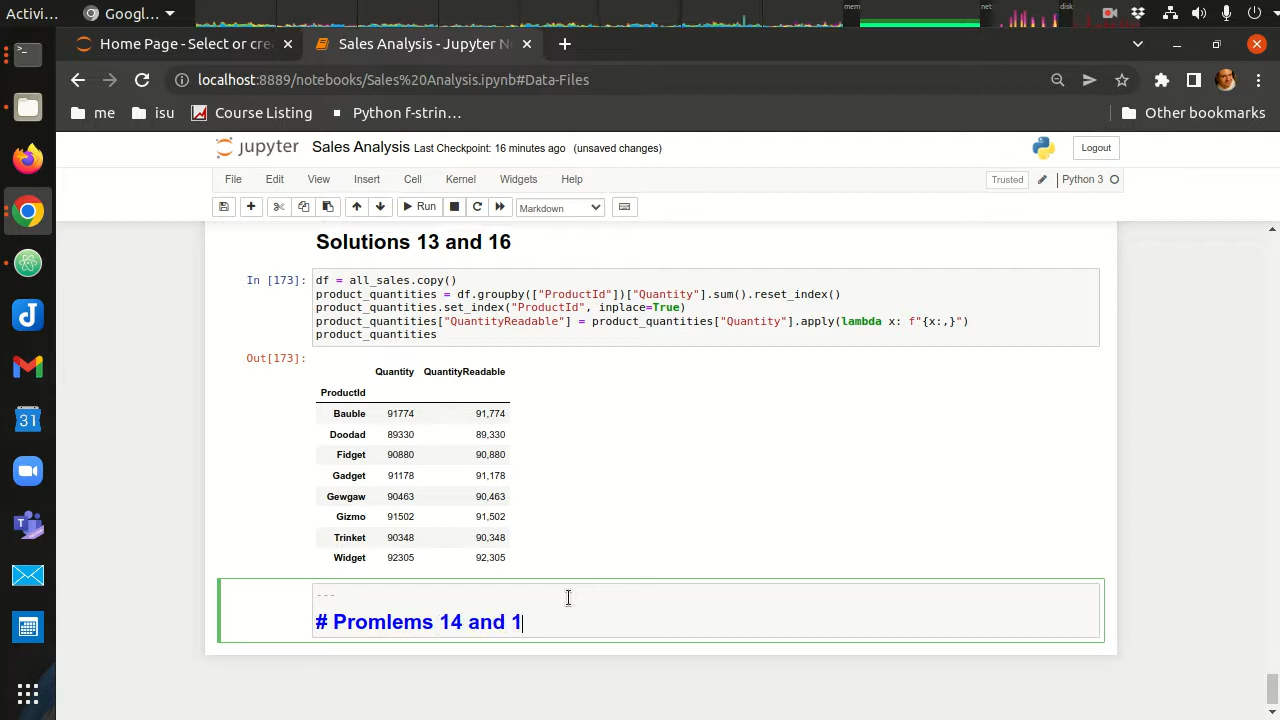 Activi...
Googl...
mem
net
disk
Home Page - Select or cre
Sales Analysis - Jupyter N
localhost:8889/notebooks/Sales%20Analysis.ipynb#Data-Files
me
isu
Course Listing
Python f-strin...
Other bookmarks
jupyter
Sales Analysis Last Checkpoint: 16 minutes ago (unsaved changes)
Logout
File Edit View Insert Cell Kernel Widgets Help
Trusted
Python 3
Run
Markdown
Solutions 13 and 16
In [173]:
df = all_sales.copy()
product_quantities = df.groupby(["ProductId"])["Quantity"].sum().reset_index()
product_quantities.set_index("ProductId", inplace=True)
product_quantities["QuantityReadable"] = product_quantities["Quantity"].apply(lambda x: f"{x:,}")
product_quantities
Out[173]:
Quantity QuantityReadable
ProductId
Bauble 91774 91,774
Doodad 89330 89,330
Fidget 90880 90,880
Gadget 91178 91,178
Gewgaw 90463 90,463
Gizmo 91502 91,502
Trinket 90348 90,348
Widget 92305 92,305
---
# Promlems 14 and 1
31